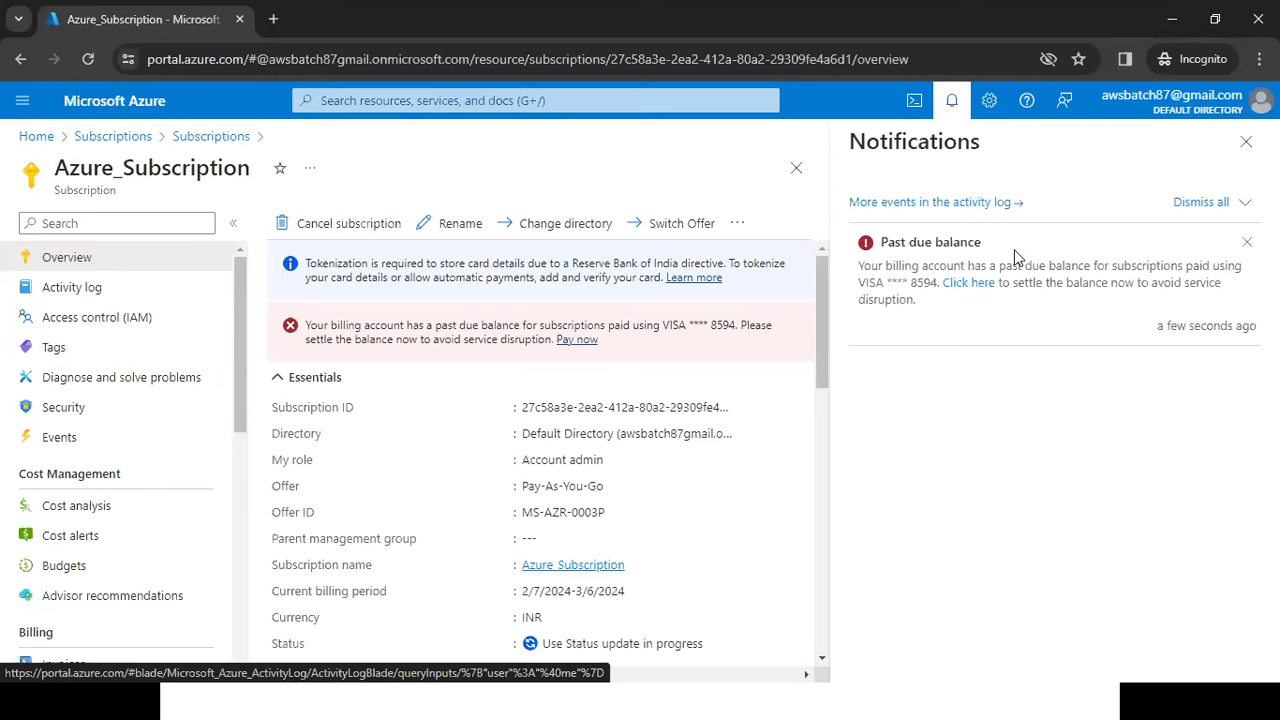 Azure_Subscription - Microsoft
portal.azure.com/#@awsbatch87gmail.onmicrosoft.com/resource/subscriptions/27c58a3e-2ea2-412a-80a2-29309fe4a6d1/overview
Incognito
Microsoft Azure
Search resources, services, and docs (G+/)
awsbatch87@gmail.com
DEFAULT DIRECTORY
Home > Subscriptions > Subscriptions >
Azure_Subscription
Subscription
Search
Overview
Activity log
Access control (IAM)
Tags
Diagnose and solve problems
Security
Events
Cost Management
Cost analysis
Cost alerts
Budgets
Advisor recommendations
Billing
Cancel subscription
Rename
Change directory
Switch Offer
Tokenization is required to store card details due to a Reserve Bank of India directive. To tokenize
your card details or allow automatic payments, add and verify your card. Learn more
Your billing account has a past due balance for subscriptions paid using VISA **** 8594. Please
settle the balance now to avoid service disruption. Pay now
Essentials
Subscription ID : 27c58a3e-2ea2-412a-80a2-29309fe4...
Directory : Default Directory (awsbatch87gmail.o...
My role : Account admin
Offer : Pay-As-You-Go
Offer ID : MS-AZR-0003P
Parent management group : ---
Subscription name : Azure_Subscription
Current billing period : 2/7/2024-3/6/2024
Currency : INR
Status : Use Status update in progress
Notifications
More events in the activity log →
Dismiss all
Past due balance
Your billing account has a past due balance for subscriptions paid using
VISA **** 8594. Click here to settle the balance now to avoid service
disruption.
a few seconds ago
https://portal.azure.com/#blade/Microsoft_Azure_ActivityLog/ActivityLogBlade/queryInputs/%7B"user"%3A"%40me"%7D